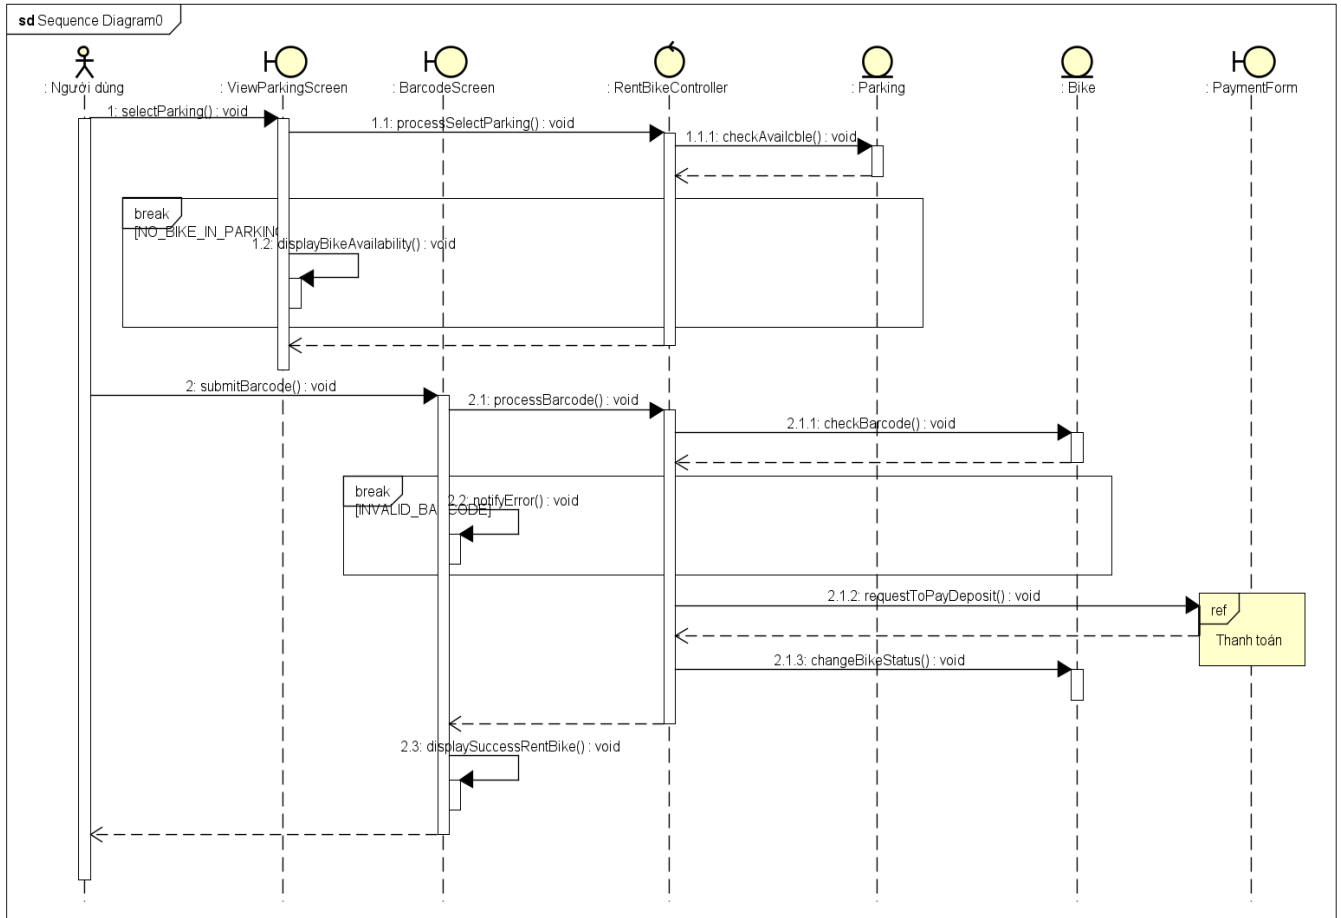 sd Sequence Diagram0
: Người dùng
: ViewParkingScreen
: BarcodeScreen
: RentBikeController
: Parking
: Bike
: PaymentForm
1: selectParking() : void
1.1: processSelectParking() : void
1.1.1: checkAvailcble() : void
break
[NO_BIKE_IN_PARKING
1.2: displayBikeAvailability() : void
2: submitBarcode() : void
2.1: processBarcode() : void
2.1.1: checkBarcode() : void
break
2.2: notifyError() : void
[INVALID_BARCODE]
2.1.2: requestToPayDeposit() : void
ref
Thanh toán
2.1.3: changeBikeStatus() : void
2.3: displaySuccessRentBike() : void